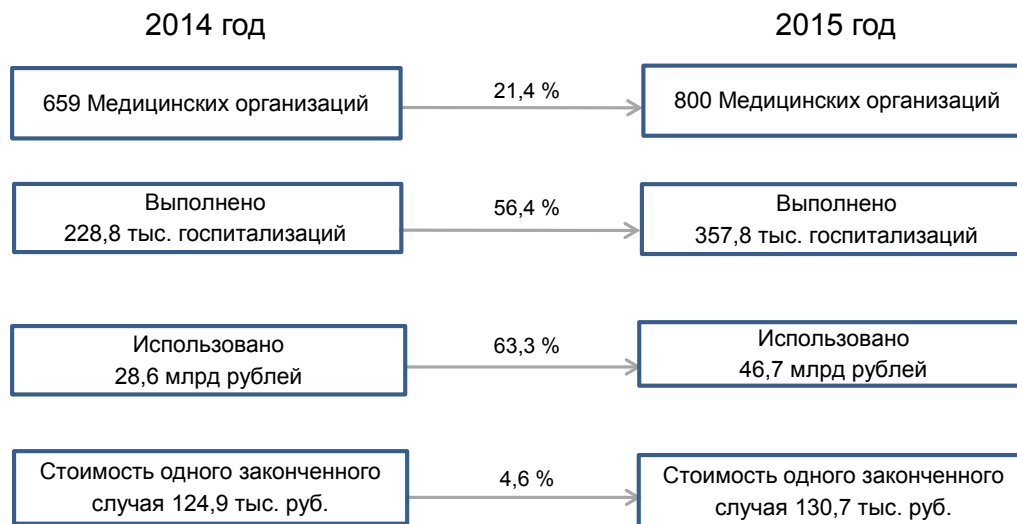 2014 год
2015 год
659 Медицинских организаций
21,4 %
800 Медицинских организаций
Выполнено
228,8 тыс. госпитализаций
56,4 %
Выполнено
357,8 тыс. госпитализаций
Использовано
28,6 млрд рублей
63,3 %
Использовано
46,7 млрд рублей
Стоимость одного законченного
случая 124,9 тыс. руб.
4,6 %
Стоимость одного законченного
случая 130,7 тыс. руб.